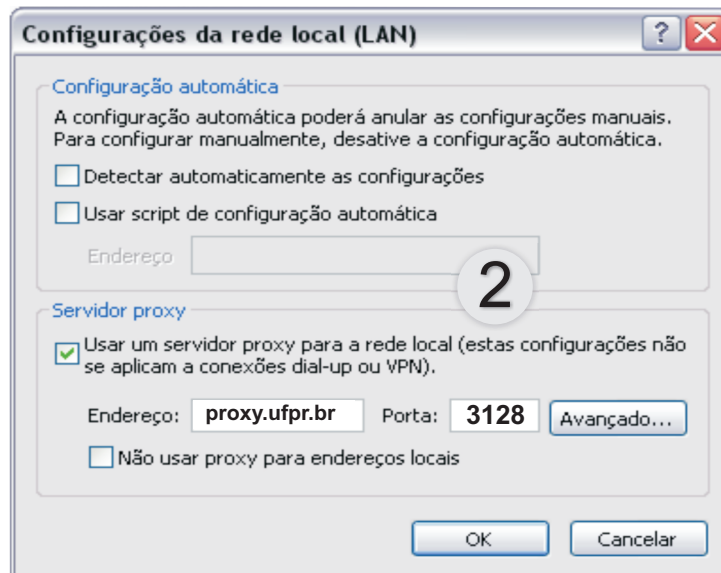 Configurações da rede local (LAN)
?
Configuração automática
A configuração automática poderá anular as configurações manuais.
Para configurar manualmente, desative a configuração automática.
Detectar automaticamente as configurações
Usar script de configuração automática
Endereço
2
Servidor proxy
Usar um servidor proxy para a rede local (estas configurações não
se aplicam a conexões dial-up ou VPN).
Endereço: proxy.ufpr.br Porta: 3128 Avançado...
Não usar proxy para endereços locais
OK Cancelar